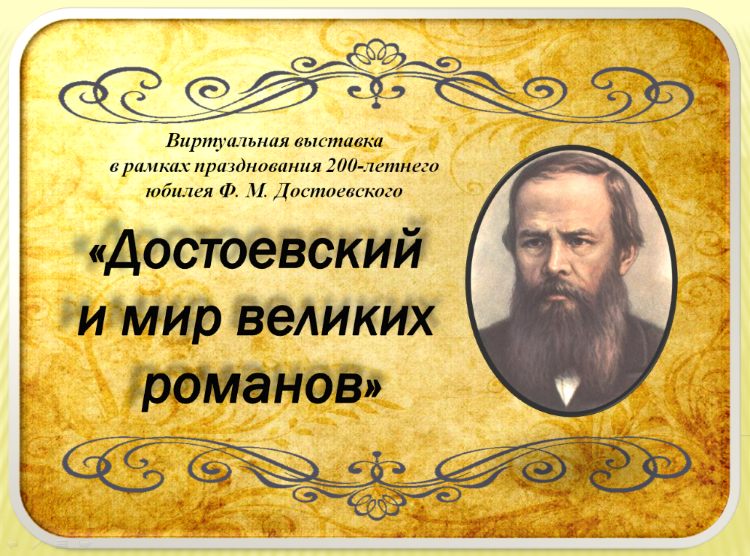 Виртуальная выставка
в рамках празднования 200-летнего
юбилея Ф. М. Достоевского
«Достоевский
и мир великих
романов»